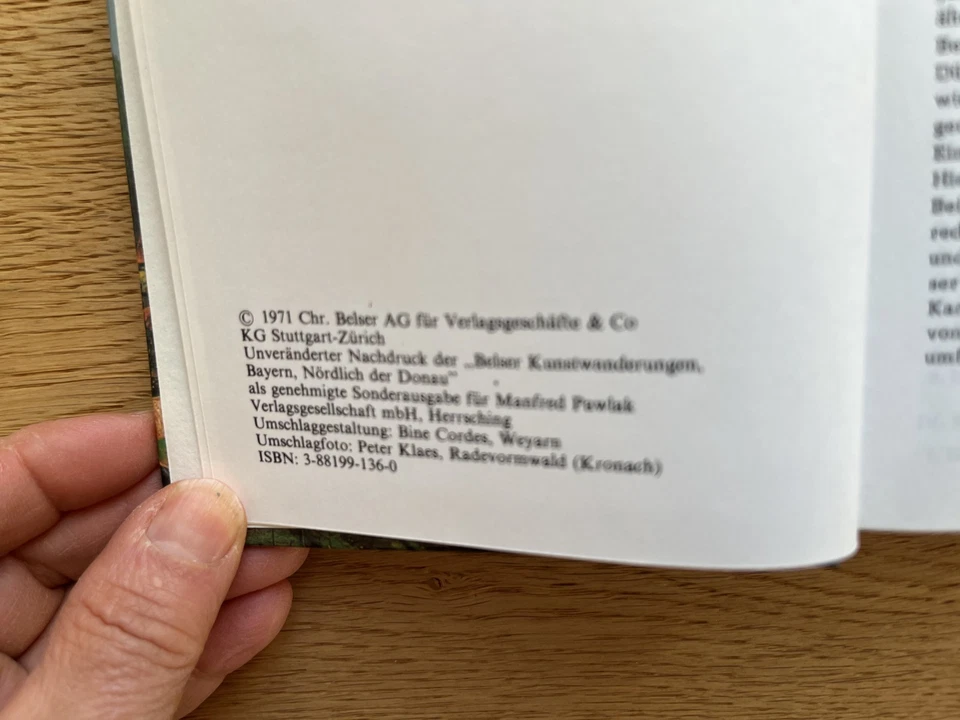 © 1971 Chr. Belser AG für Verlagsgeschäfte & Co
KG Stuttgart-Zürich
Unveränderter Nachdruck der „Belser Kunstwanderungen,
Bayern, Nördlich der Donau“
als genehmigte Sonderausgabe für Manfred Pawlak
Verlagsgesellschaft mbH, Herrsching
Umschlaggestaltung: Bine Cordes, Weyarn
Umschlagfoto: Peter Klaes, Radevormwald (Kronach)
ISBN: 3-88199-136-0
und
von